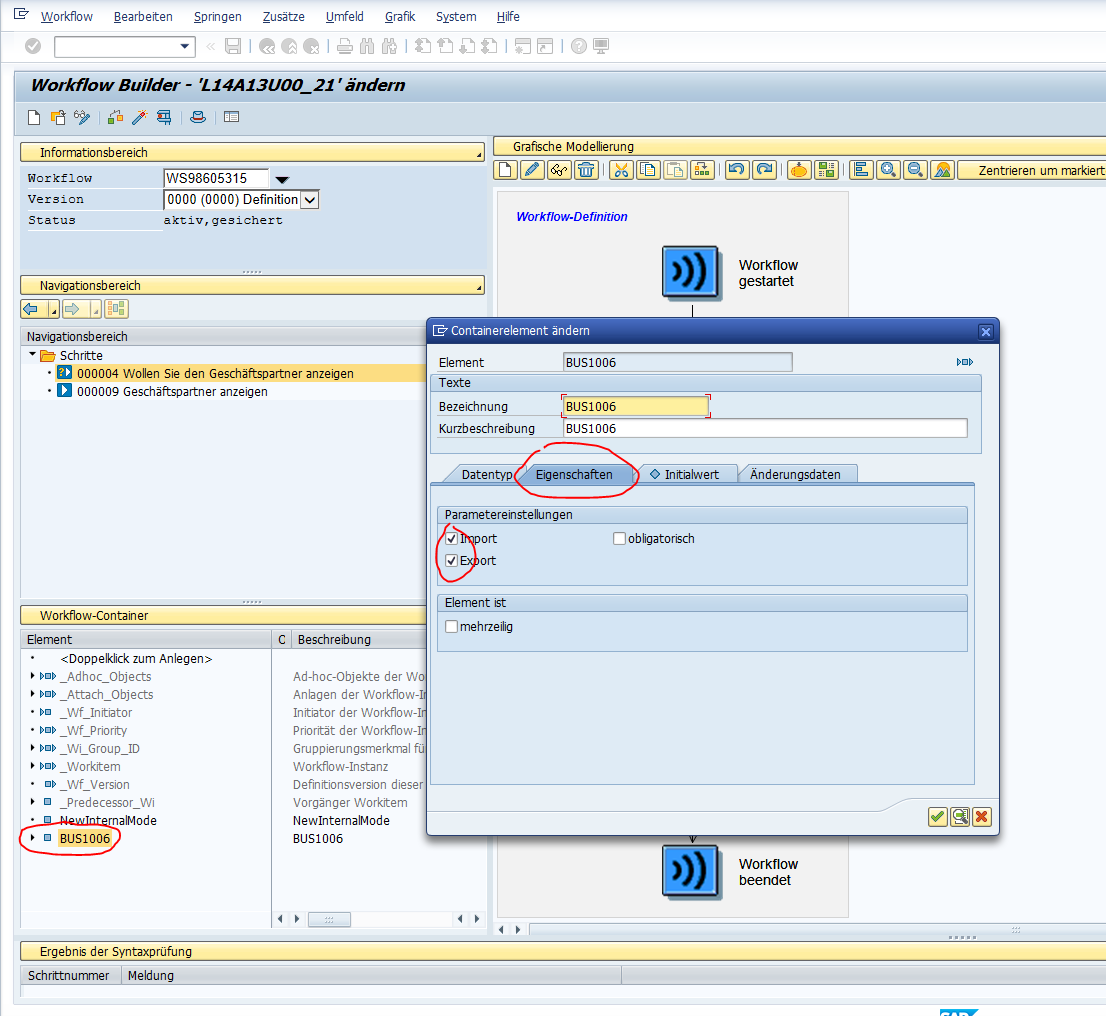 Workflow Bearbeiten Springen Zusätze Umfeld Grafik System Hilfe
Workflow Builder - 'L14A13U00_21' ändern
Informationsbereich
Workflow WS98605315
Version 0000 (0000) Definition
Status aktiv,gesichert
Navigationsbereich
Navigationsbereich
Schritte
000004 Wollen Sie den Geschäftspartner anzeigen
000009 Geschäftspartner anzeigen
Workflow-Container
Element C Beschreibung
<Doppelklick zum Anlegen>
_Adhoc_Objects Ad-hoc-Objekte der Wo
_Attach_Objects Anlagen der Workflow-I
_Wf_Initiator Initiator der Workflow-In
_Wf_Priority Priorität der Workflow-In
_Wi_Group_ID Gruppierungsmerkmal fü
_Workitem Workflow-Instanz
_Wf_Version Definitionsversion dieser
_Predecessor_Wi Vorgänger Workitem
NewInternalMode NewInternalMode
BUS1006 BUS1006
Grafische Modellierung
Zentrieren um markiert
Workflow-Definition
Workflow
gestartet
Containerelement ändern
Element BUS1006
Texte
Bezeichnung BUS1006
Kurzbeschreibung BUS1006
Datentyp Eigenschaften Initialwert Änderungsdaten
Parametereinstellungen
Import obligatorisch
Export
Element ist
mehrzeilig
Workflow
beendet
Ergebnis der Syntaxprüfung
Schrittnummer Meldung
SAP